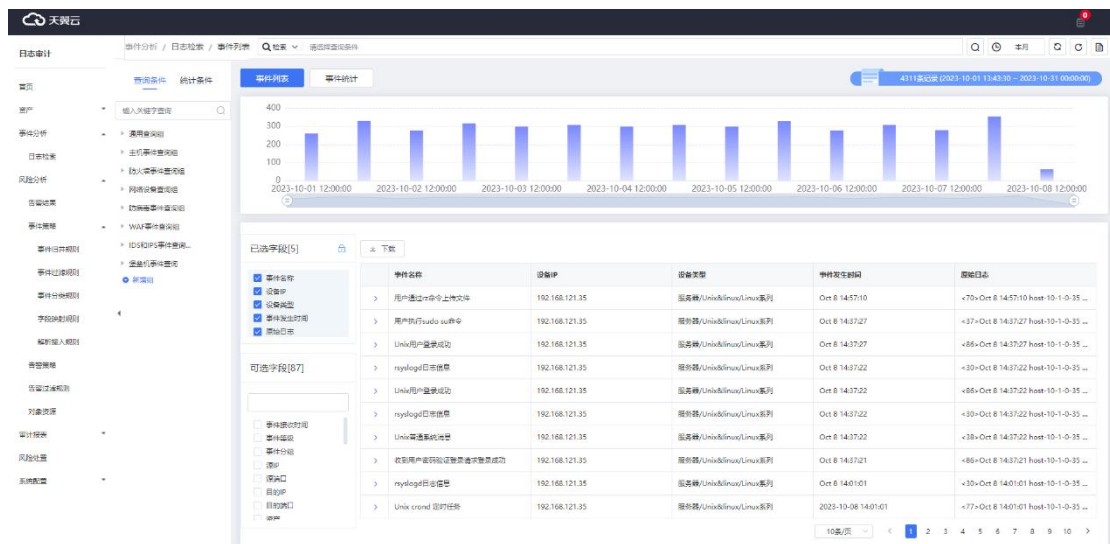 天翼云
9
日志审计
首页
资产
事件分析
日志检索
风险分析
告警结果
事件策略
事件归并规则
事件过滤规则
事件分类规则
字段映射规则
解析接入规则
告警策略
告警过滤规则
对象资源
审计报表
风险处置
系统配置
事件分析 / 日志检索 / 事件列表
检索 请选择查询条件
本月
查询条件 统计条件
输入关键字查询
通用查询组
主机事件查询组
防火墙事件查询组
网络设备查询组
防病毒事件查询组
WAF事件查询组
IDS和IPS事件查询...
堡垒机事件查询
新增组
事件列表 事件统计
4311条记录 (2023-10-01 13:43:30 ~ 2023-10-31 00:00:00)
400
300
200
100
0
2023-10-01 12:00:00 2023-10-02 12:00:00 2023-10-03 12:00:00 2023-10-04 12:00:00 2023-10-05 12:00:00 2023-10-06 12:00:00 2023-10-07 12:00:00 2023-10-08 12:00:00
已选字段[5]
事件名称
设备IP
设备类型
事件发生时间
原始日志
可选字段[87]
事件接收时间
事件等级
事件分组
源IP
源端口
目的IP
目的端口
资产
下载
事件名称 设备IP 设备类型 事件发生时间 原始日志
用户通过rz命令上传文件 192.168.121.35 服务器/Unix&linux/Linux系列 Oct 8 14:57:10 <70>Oct 8 14:57:10 host-10-1-0-35 ...
用户执行sudo su命令 192.168.121.35 服务器/Unix&linux/Linux系列 Oct 8 14:37:27 <37>Oct 8 14:37:27 host-10-1-0-35 ...
Unix用户登录成功 192.168.121.35 服务器/Unix&linux/Linux系列 Oct 8 14:37:27 <86>Oct 8 14:37:27 host-10-1-0-35 ...
rsyslogd日志信息 192.168.121.35 服务器/Unix&linux/Linux系列 Oct 8 14:37:22 <30>Oct 8 14:37:22 host-10-1-0-35 ...
Unix用户登录成功 192.168.121.35 服务器/Unix&linux/Linux系列 Oct 8 14:37:22 <86>Oct 8 14:37:22 host-10-1-0-35 ...
rsyslogd日志信息 192.168.121.35 服务器/Unix&linux/Linux系列 Oct 8 14:37:22 <30>Oct 8 14:37:22 host-10-1-0-35 ...
Unix普通系统消息 192.168.121.35 服务器/Unix&linux/Linux系列 Oct 8 14:37:22 <38>Oct 8 14:37:22 host-10-1-0-35 ...
收到用户密码验证登录请求登录成功 192.168.121.35 服务器/Unix&linux/Linux系列 Oct 8 14:37:21 <86>Oct 8 14:37:21 host-10-1-0-35 ...
rsyslogd日志信息 192.168.121.35 服务器/Unix&linux/Linux系列 Oct 8 14:01:01 <30>Oct 8 14:01:01 host-10-1-0-35 ...
Unix crond 定时任务 192.168.121.35 服务器/Unix&linux/Linux系列 2023-10-08 14:01:01 <77>Oct 8 14:01:01 host-10-1-0-35 ...
10条/页 1 2 3 4 5 6 7 8 9 10